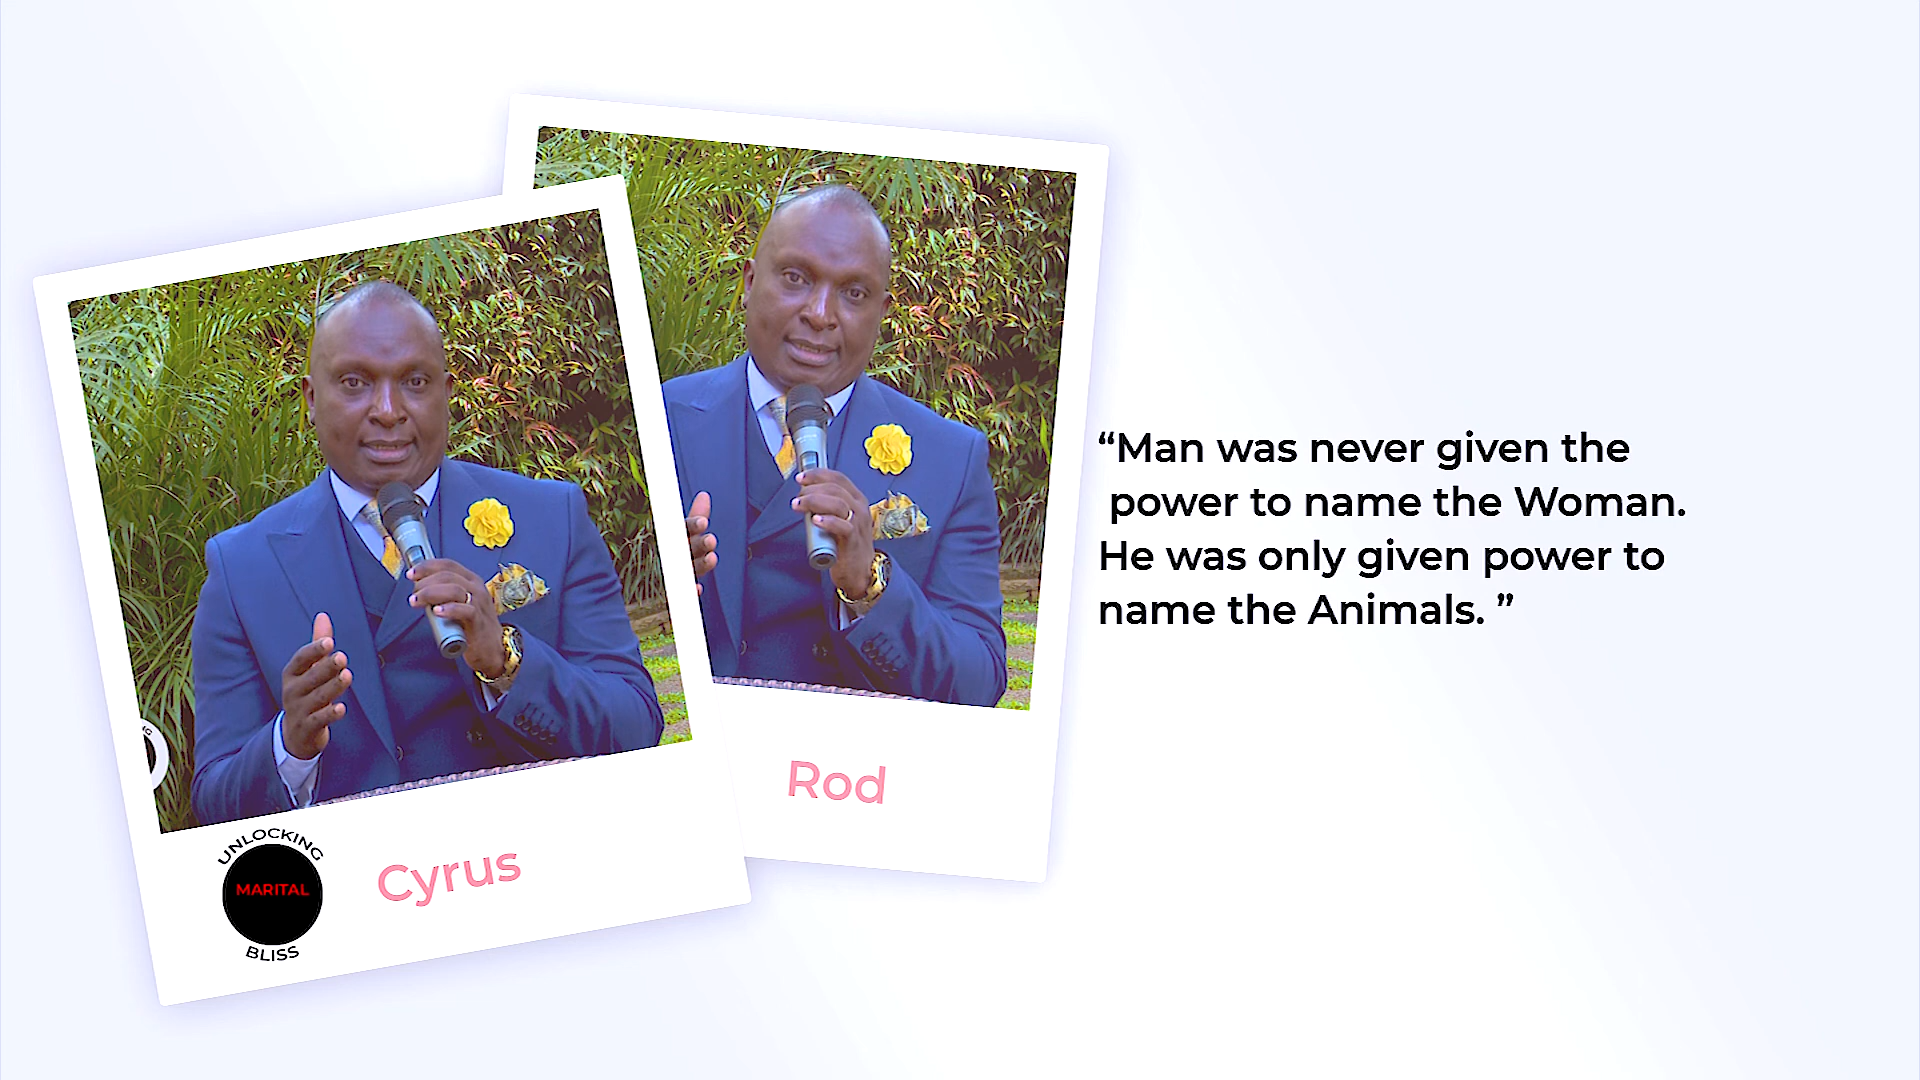 “Man was never given the
power to name the Woman.
He was only given power to
name the Animals. ”
Rod
Cyrus
UNLOCKING
MARITAL
BLISS